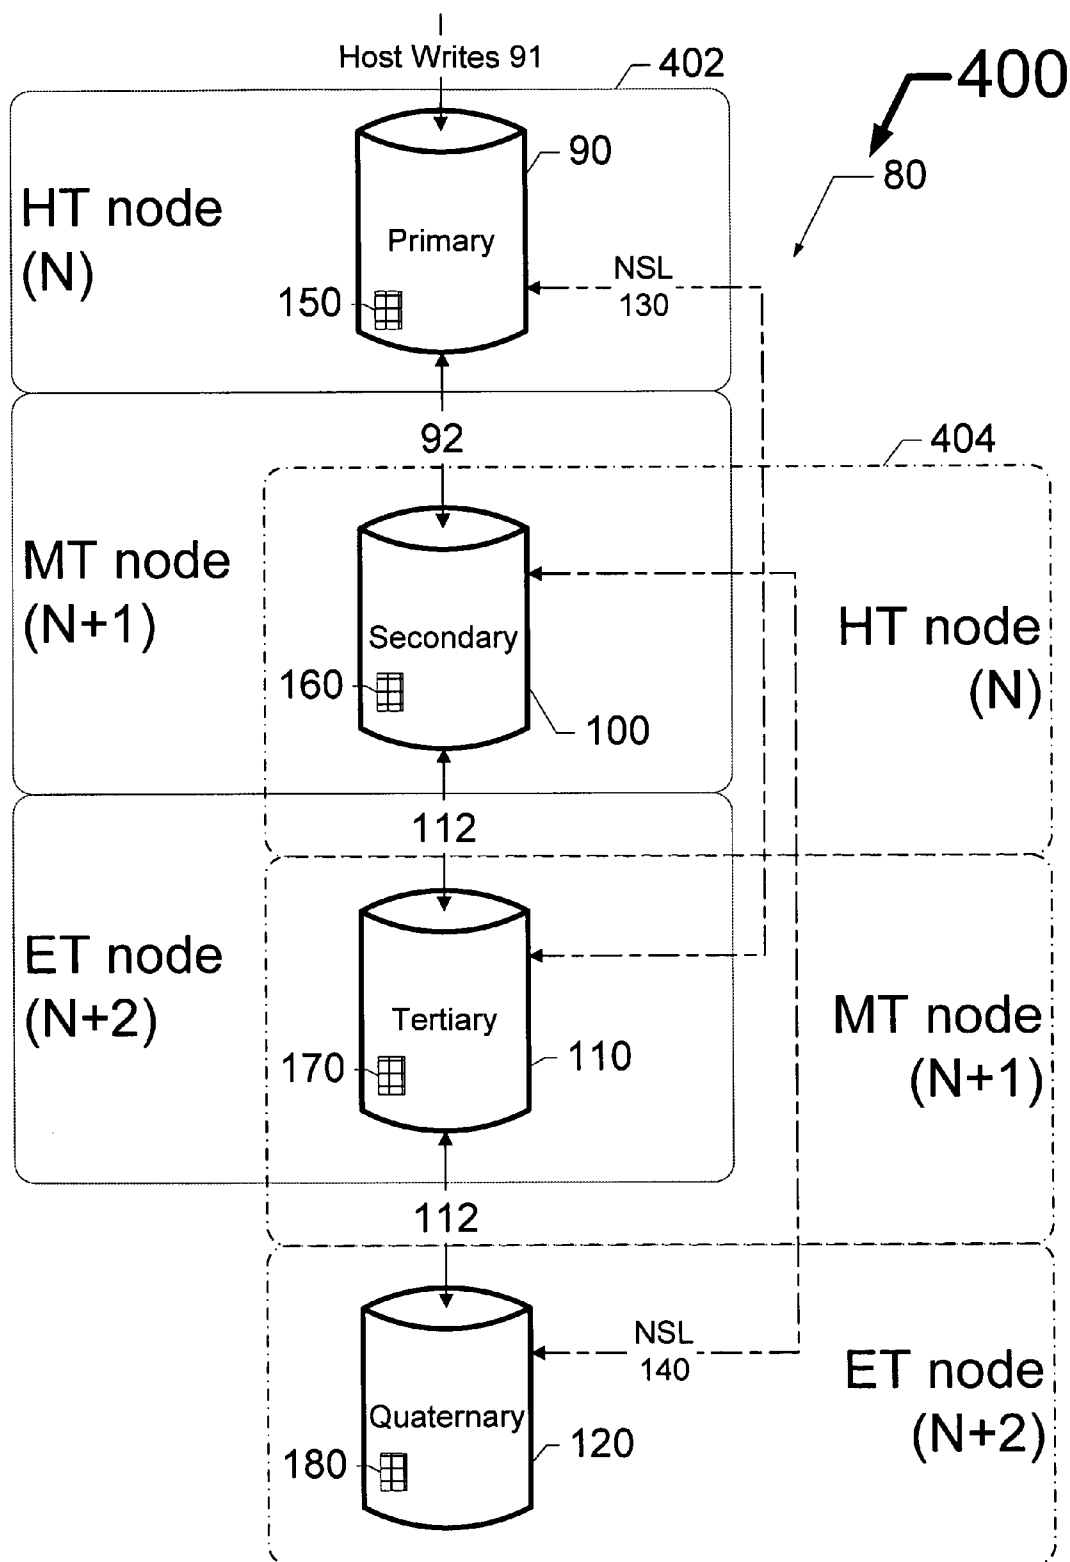 Host Writes 91
402
400
90
80
HT node
(N)
Primary
NSL
130
150
92
404
MT node
(N+1)
Secondary
HT node
(N)
160
100
112
ET node
(N+2)
Tertiary
MT node
(N+1)
170
110
112
NSL
140
ET node
(N+2)
Quaternary
180
120